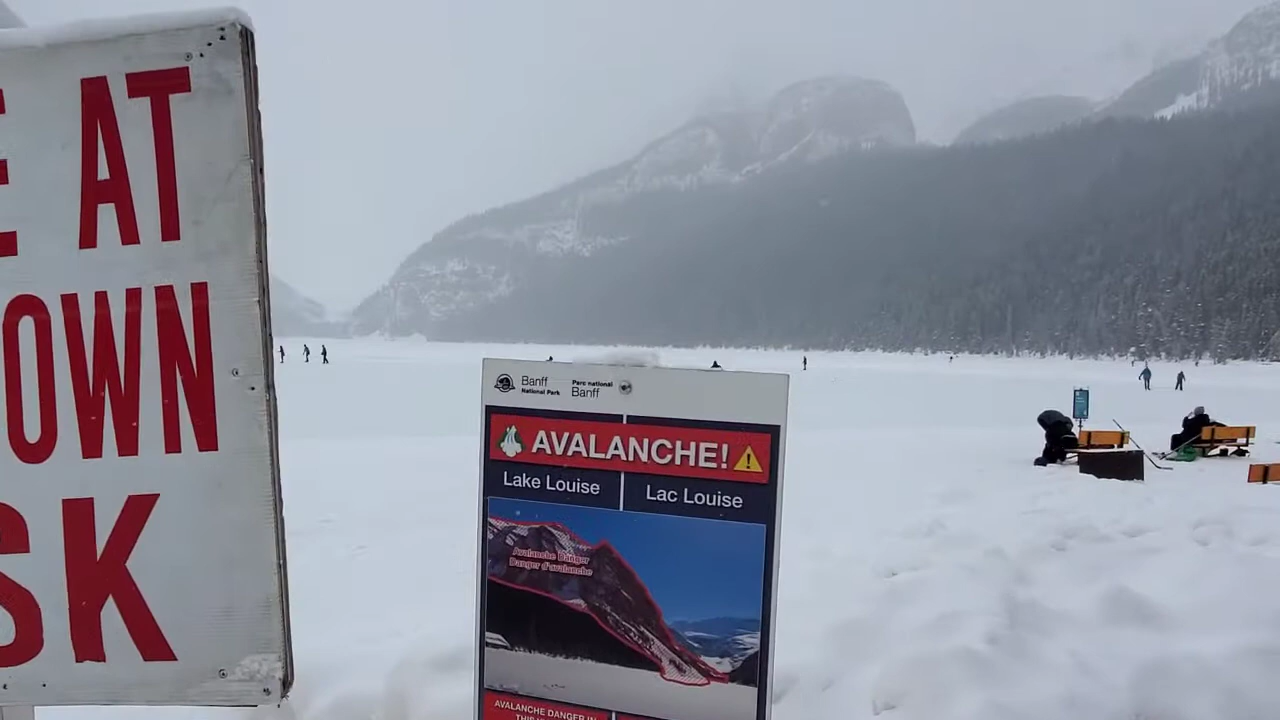 E AT
OWN
SK
Banff
National Park
Parc national
Banff
AVALANCHE!
Lake Louise
Lac Louise
Avalanche Danger
Danger d'avalanche
AVALANCHE DANGER IN